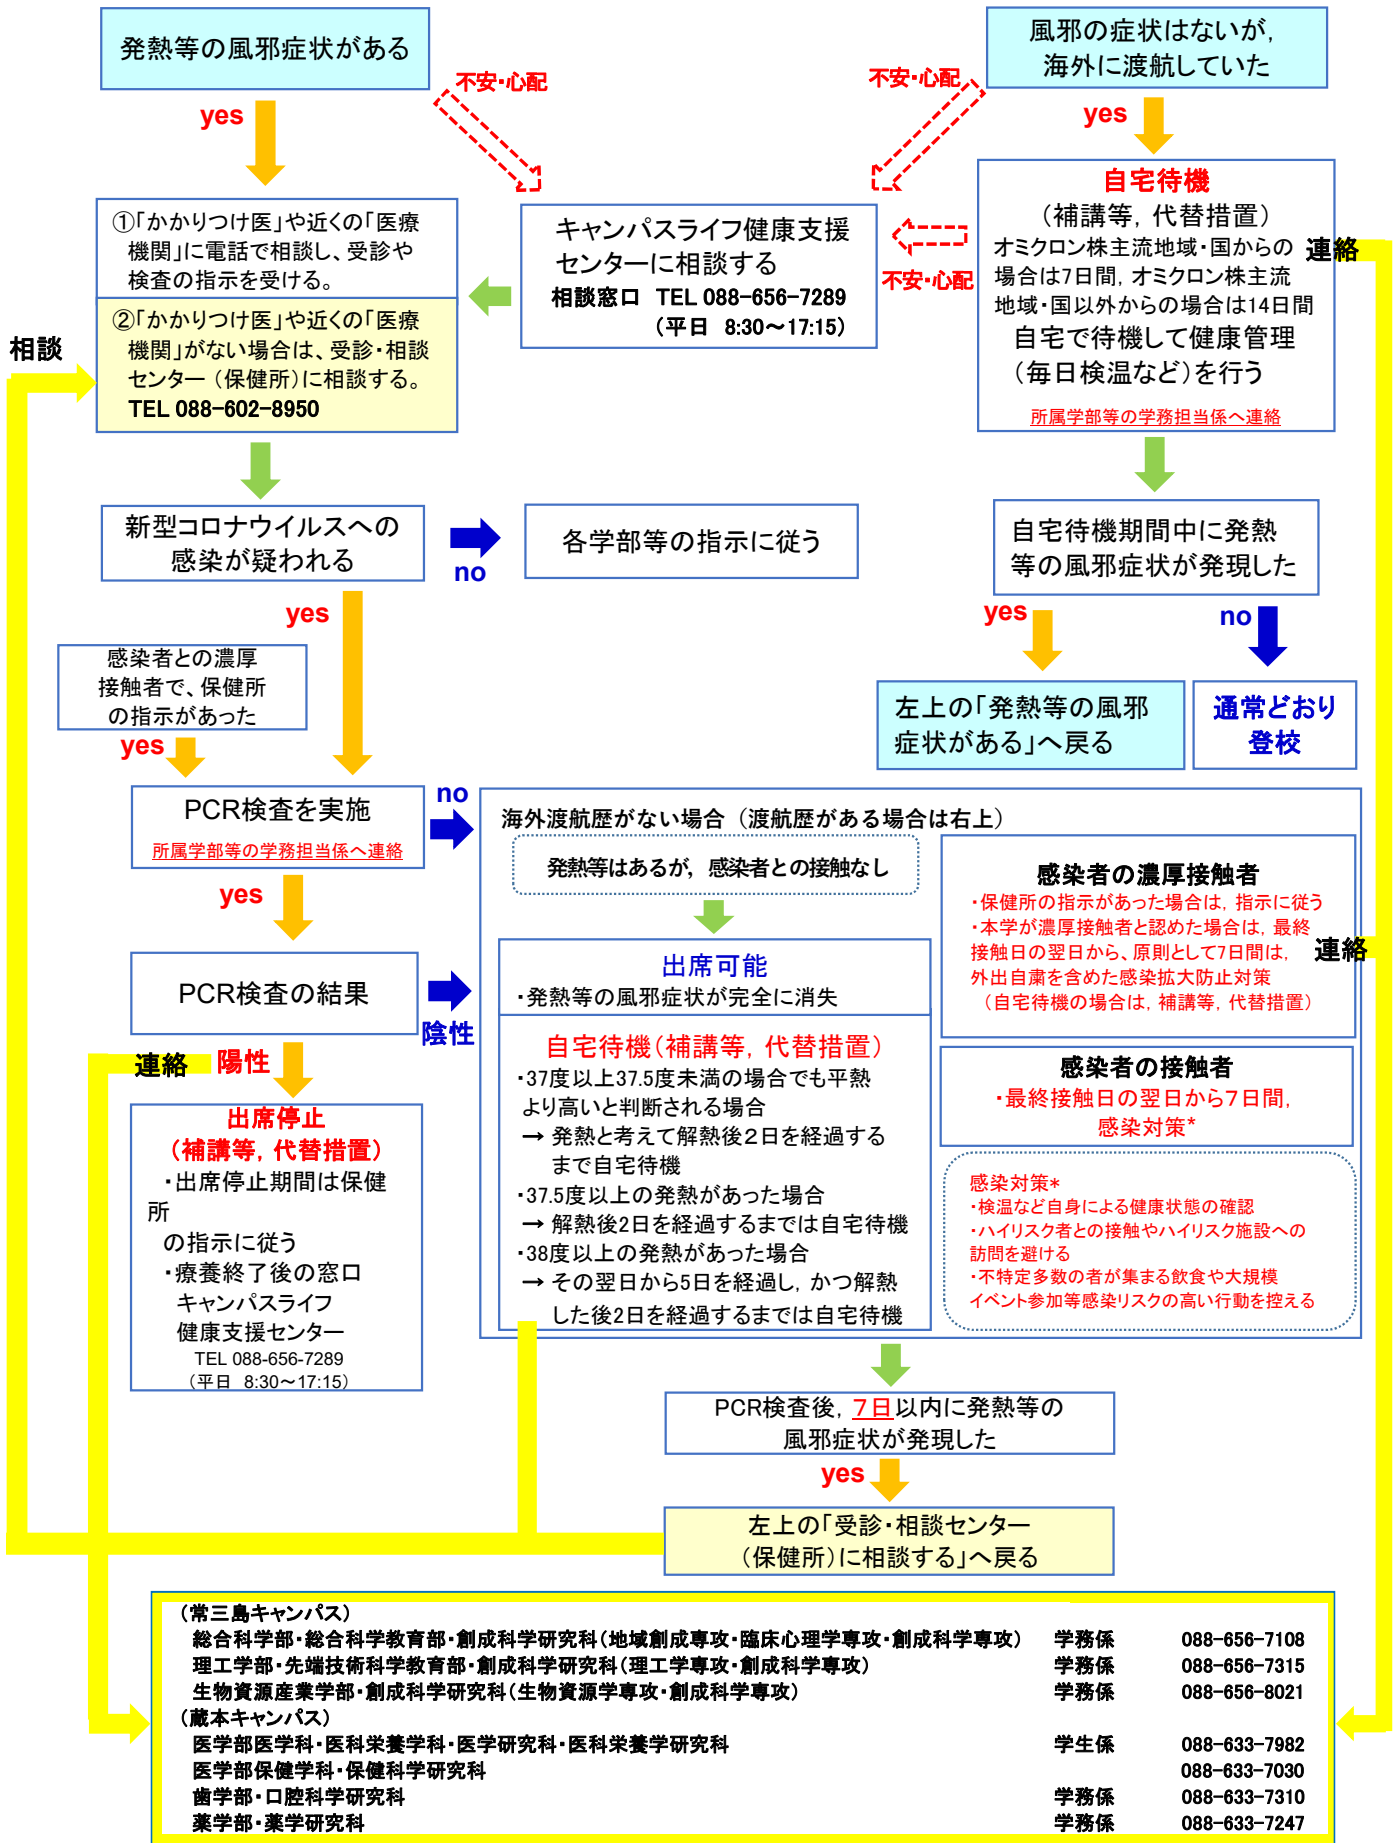 発熱等の風邪症状がある
風邪の症状はないが,
海外に渡航していた
不安・心配
不安・心配
yes
yes
①「かかりつけ医」や近くの「医療
機関」に電話で相談し、受診や
検査の指示を受ける。
②「かかりつけ医」や近くの「医療
機関」がない場合は、受診・相談
センター（保健所）に相談する。
TEL 088-602-8950
相談
キャンパスライフ健康支援
センターに相談する
相談窓口 TEL 088-656-7289
（平日 8:30～17:15）
不安・心配
自宅待機
（補講等, 代替措置）
オミクロン株主流地域・国からの
場合は7日間, オミクロン株主流
地域・国以外からの場合は14日間
自宅で待機して健康管理
（毎日検温など）を行う
所属学部等の学務担当係へ連絡
連絡
新型コロナウイルスへの
感染が疑われる
no
各学部等の指示に従う
自宅待機期間中に発熱
等の風邪症状が発現した
yes
yes
no
感染者との濃厚
接触者で、保健所
の指示があった
左上の「発熱等の風邪
症状がある」へ戻る
通常どおり
登校
yes
PCR検査を実施
所属学部等の学務担当係へ連絡
no
yes
PCR検査の結果
陰性
連絡
陽性
出席停止
（補講等, 代替措置）
・出席停止期間は保健
所
の指示に従う
・療養終了後の窓口
キャンパスライフ
健康支援センター
TEL 088-656-7289
（平日 8:30～17:15）
海外渡航歴がない場合（渡航歴がある場合は右上）
発熱等はあるが, 感染者との接触なし
出席可能
・発熱等の風邪症状が完全に消失
自宅待機（補講等, 代替措置）
・37度以上37.5度未満の場合でも平熱
より高いと判断される場合
→ 発熱と考えて解熱後２日を経過する
まで自宅待機
・37.5度以上の発熱があった場合
→ 解熱後2日を経過するまでは自宅待機
・38度以上の発熱があった場合
→ その翌日から5日を経過し, かつ解熱
した後2日を経過するまでは自宅待機
感染者の濃厚接触者
・保健所の指示があった場合は, 指示に従う
・本学が濃厚接触者と認めた場合は, 最終
接触日の翌日から、原則として7日間は,
外出自粛を含めた感染拡大防止対策
（自宅待機の場合は, 補講等, 代替措置）
連絡
感染者の接触者
・最終接触日の翌日から７日間,
感染対策*
感染対策*
・検温など自身による健康状態の確認
・ハイリスク者との接触やハイリスク施設への
訪問を避ける
・不特定多数の者が集まる飲食や大規模
イベント参加等感染リスクの高い行動を控える
PCR検査後, ７日以内に発熱等の
風邪症状が発現した
yes
左上の「受診・相談センター
（保健所）に相談する」へ戻る
（常三島キャンパス）
総合科学部・総合科学教育部・創成科学研究科（地域創成専攻・臨床心理学専攻・創成科学専攻） 学務係 088-656-7108
理工学部・先端技術科学教育部・創成科学研究科（理工学専攻・創成科学専攻） 学務係 088-656-7315
生物資源産業学部・創成科学研究科（生物資源学専攻・創成科学専攻） 学務係 088-656-8021
（蔵本キャンパス）
医学部医学科・医科栄養学科・医学研究科・医科栄養学研究科 学生係 088-633-7982
医学部保健学科・保健科学研究科 088-633-7030
歯学部・口腔科学研究科 学務係 088-633-7310
薬学部・薬学研究科 学務係 088-633-7247